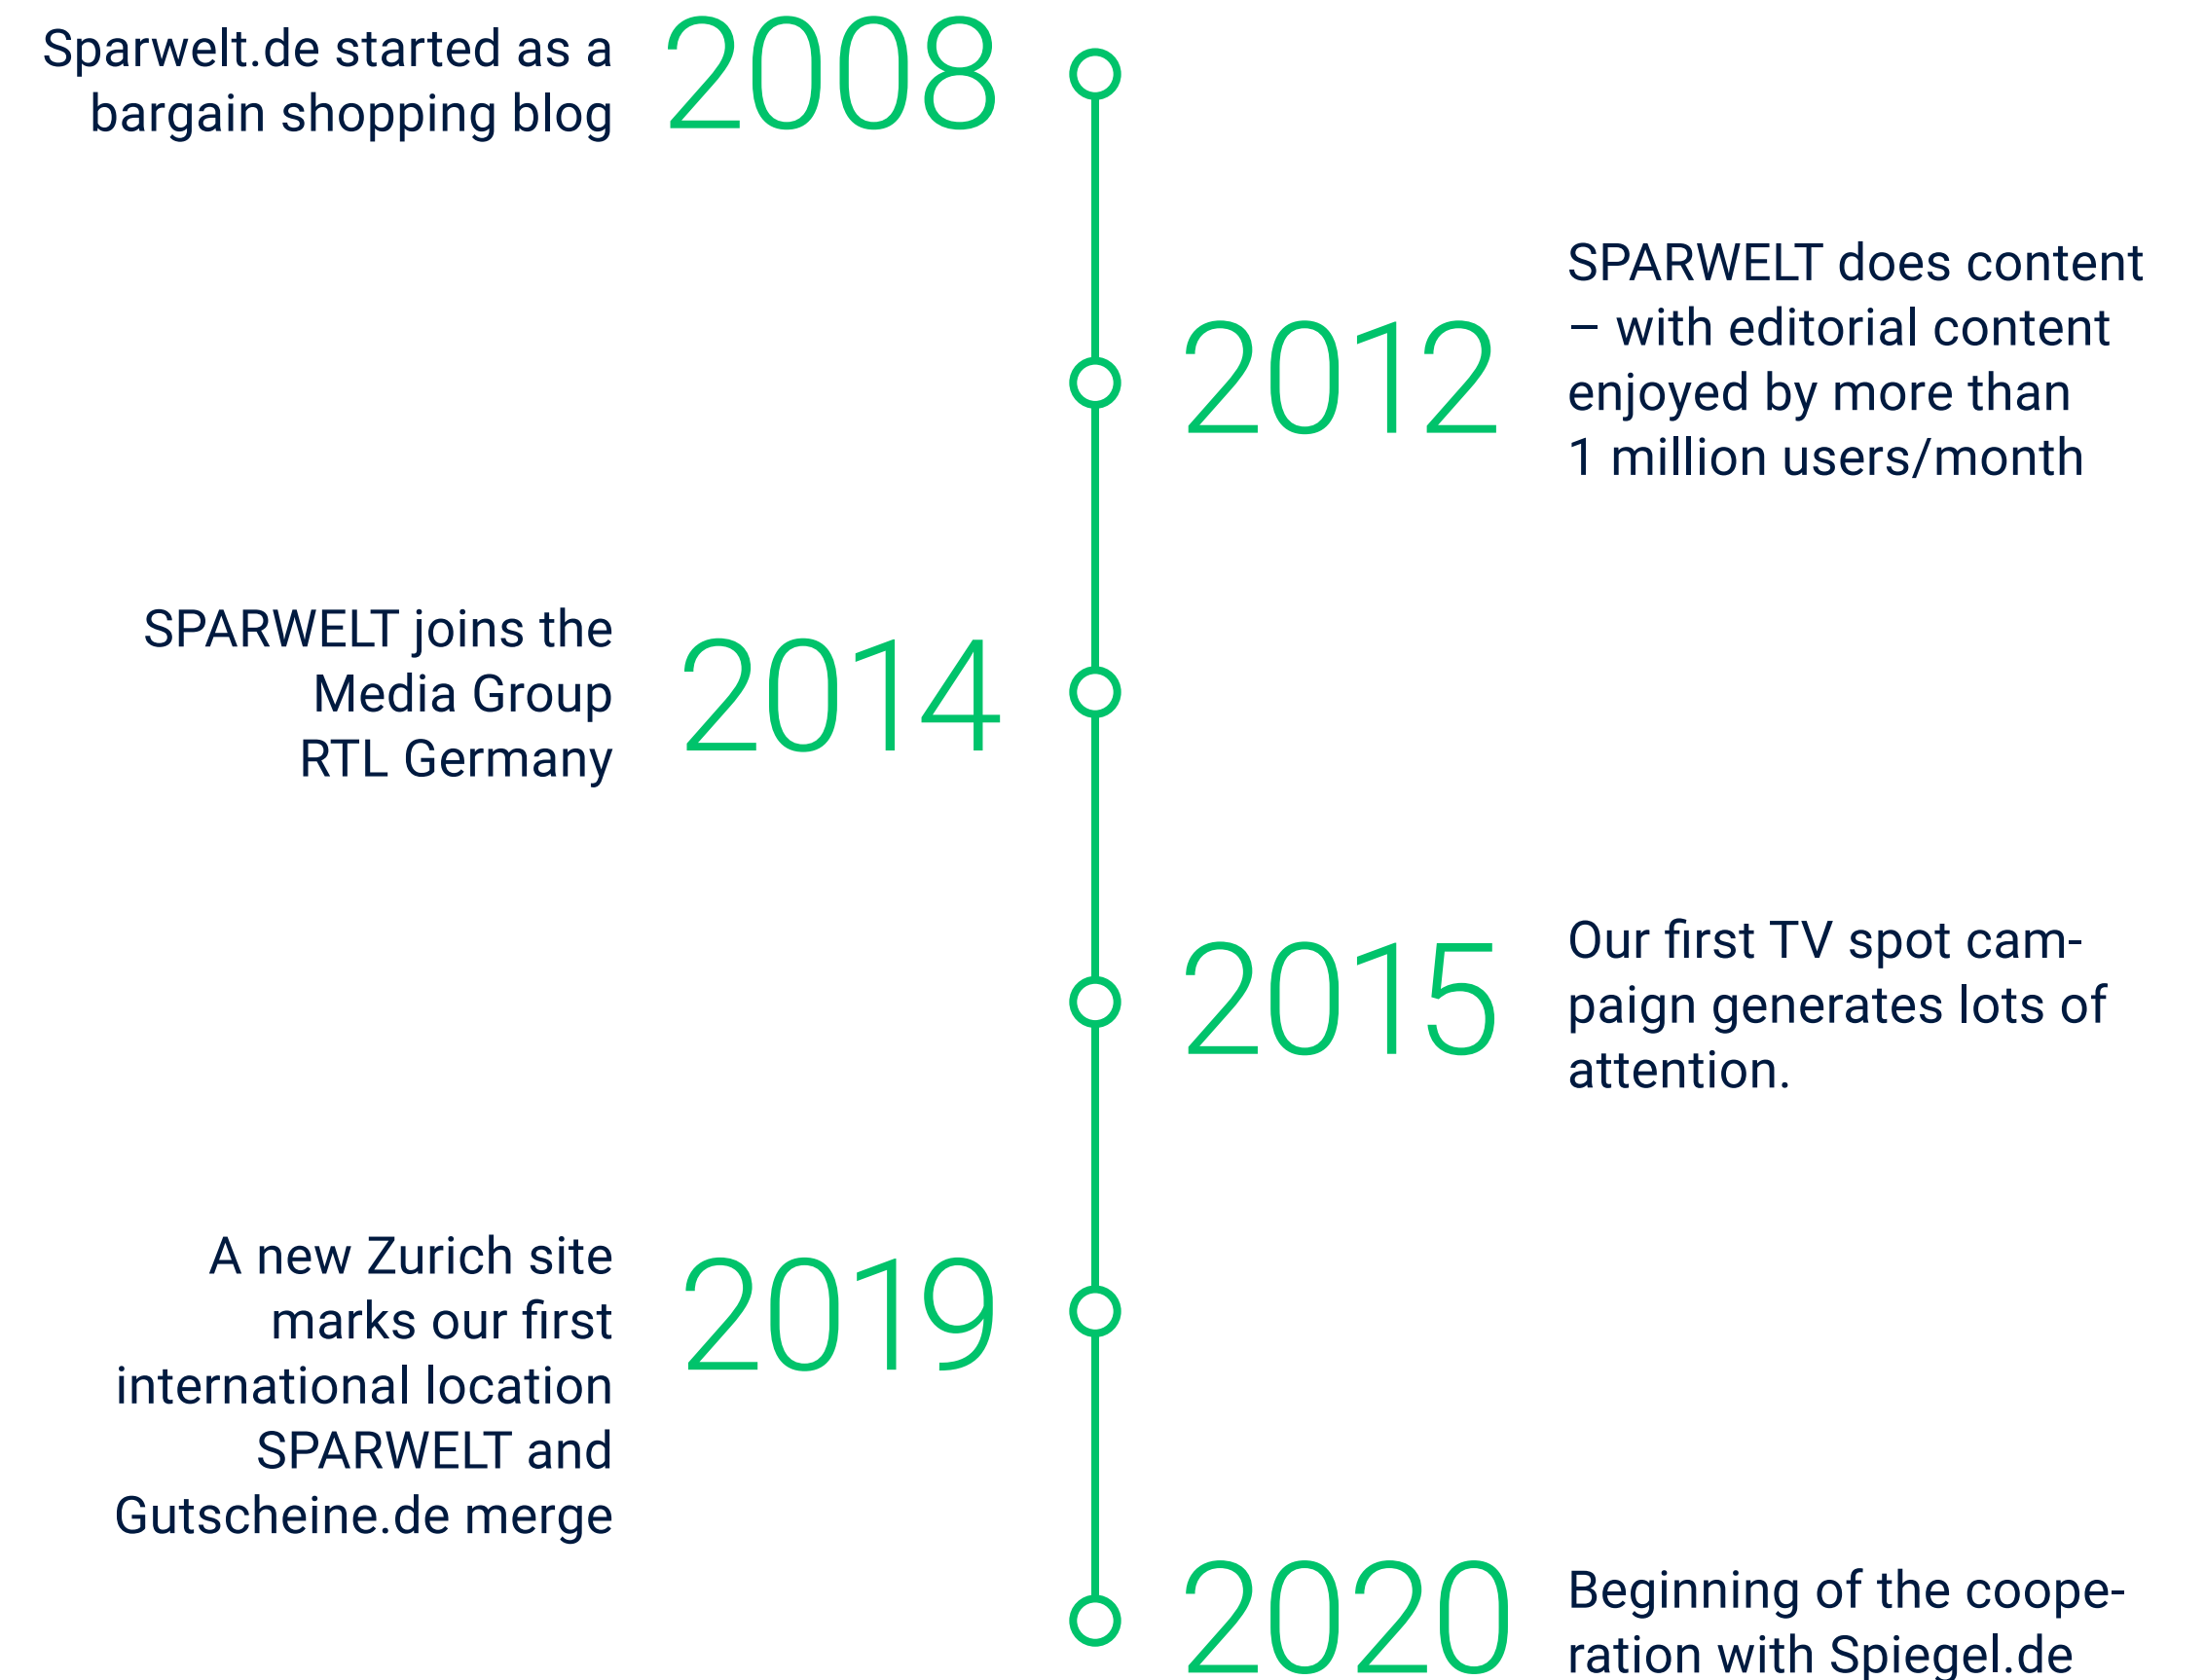 Sparwelt.de started as a
bargain shopping blog
2008
2012
SPARWELT does content
– with editorial content
enjoyed by more than
1 million users/month
SPARWELT joins the
Media Group
RTL Germany
2014
2015
Our first TV spot cam-
paign generates lots of
attention.
A new Zurich site
marks our first
international location
SPARWELT and
Gutscheine.de merge
2019
2020
Beginning of the coope-
ration with Spiegel.de